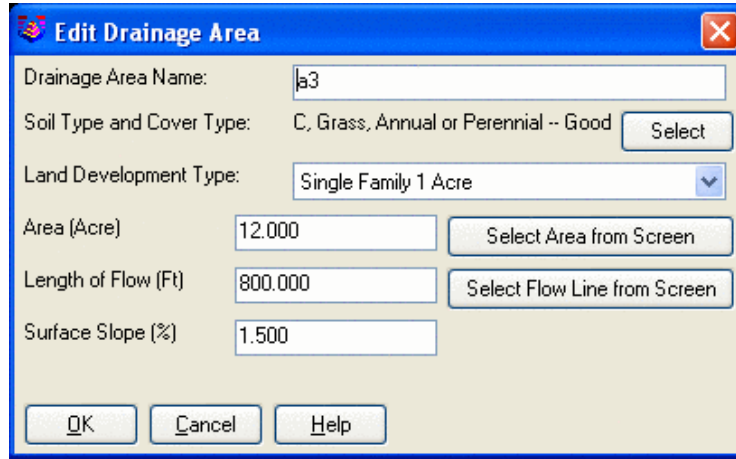 Edit Drainage Area
Drainage Area Name: a3
Soil Type and Cover Type: C, Grass, Annual or Perennial -- Good Select
Land Development Type: Single Family 1 Acre
Area (Acre) 12.000 Select Area from Screen
Length of Flow (Ft) 800.000 Select Flow Line from Screen
Surface Slope (%) 1.500
OK Cancel Help